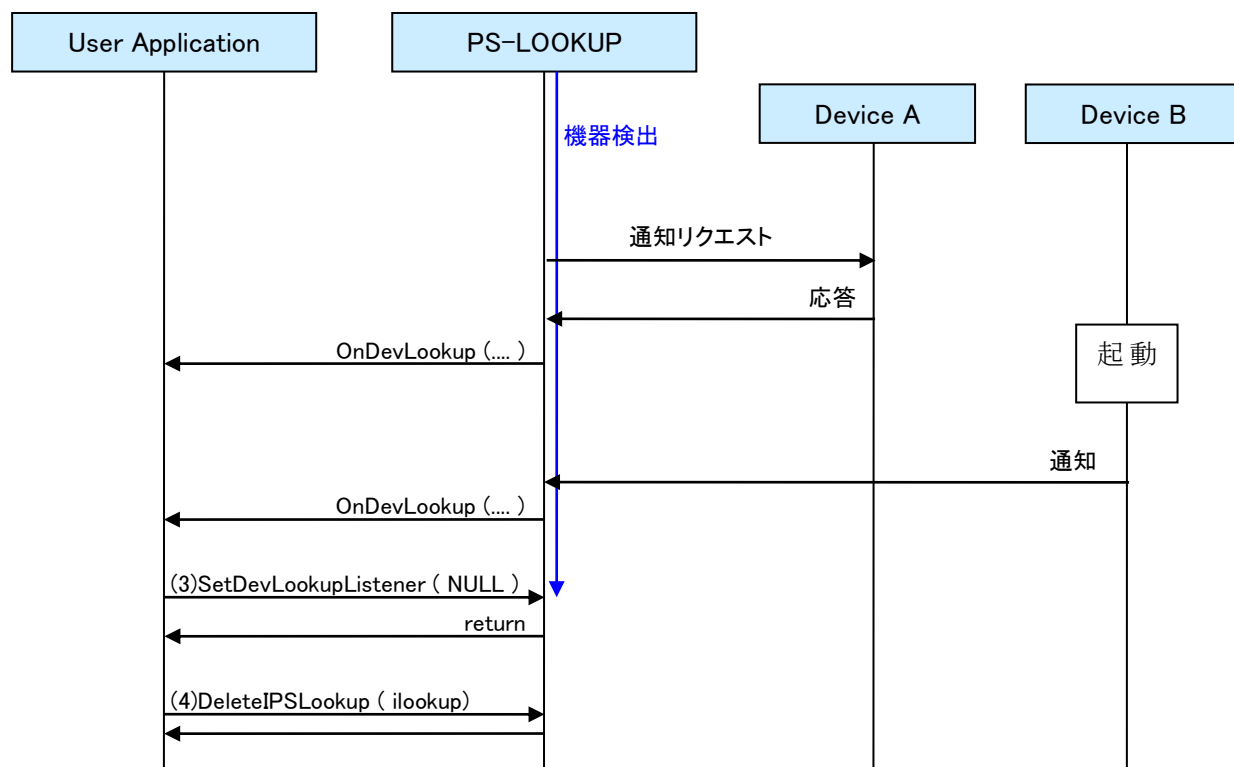 User Application
PS-LOOKUP
Device A
Device B
機器検出
通知リクエスト
応答
OnDevLookup (.... )
起動
通知
OnDevLookup (.... )
(3)SetDevLookupListener ( NULL )
return
(4)DeleteIPSLookup ( ilookup)